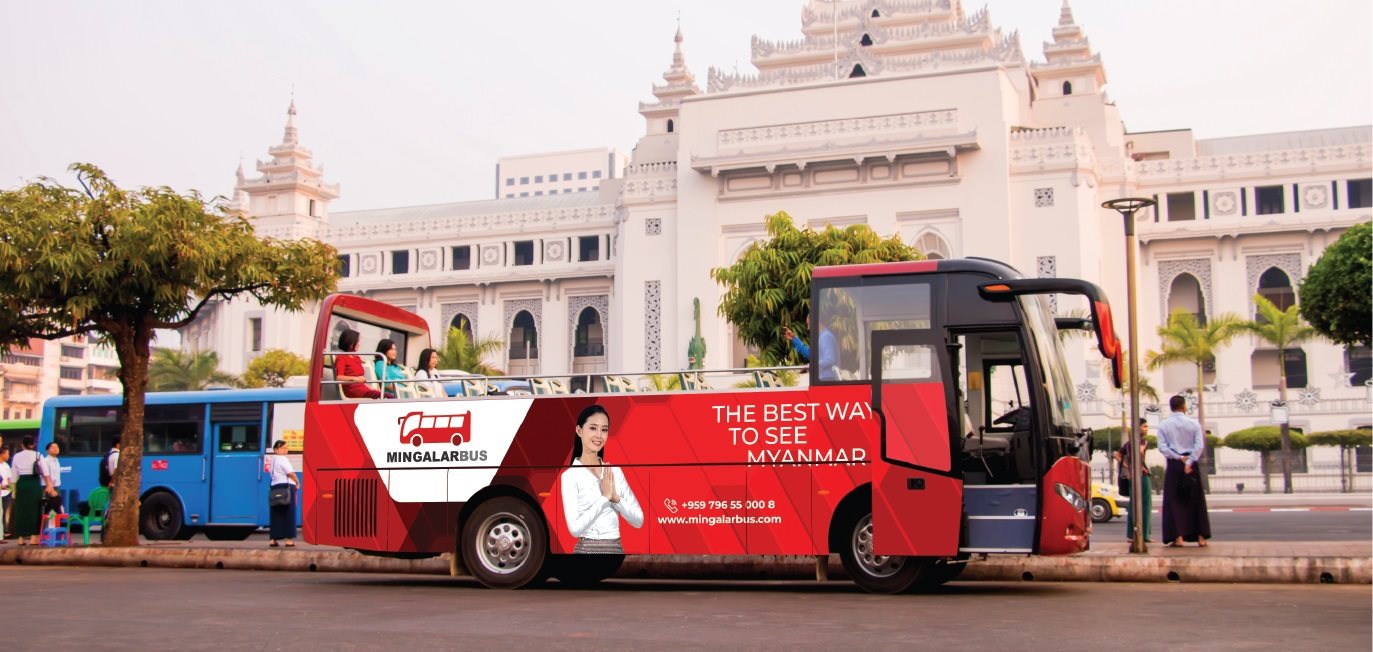 MINGALARBUS
THE BEST WAY
TO SEE
MYANMAR
+959 796 55 000 8
www.mingalarbus.com